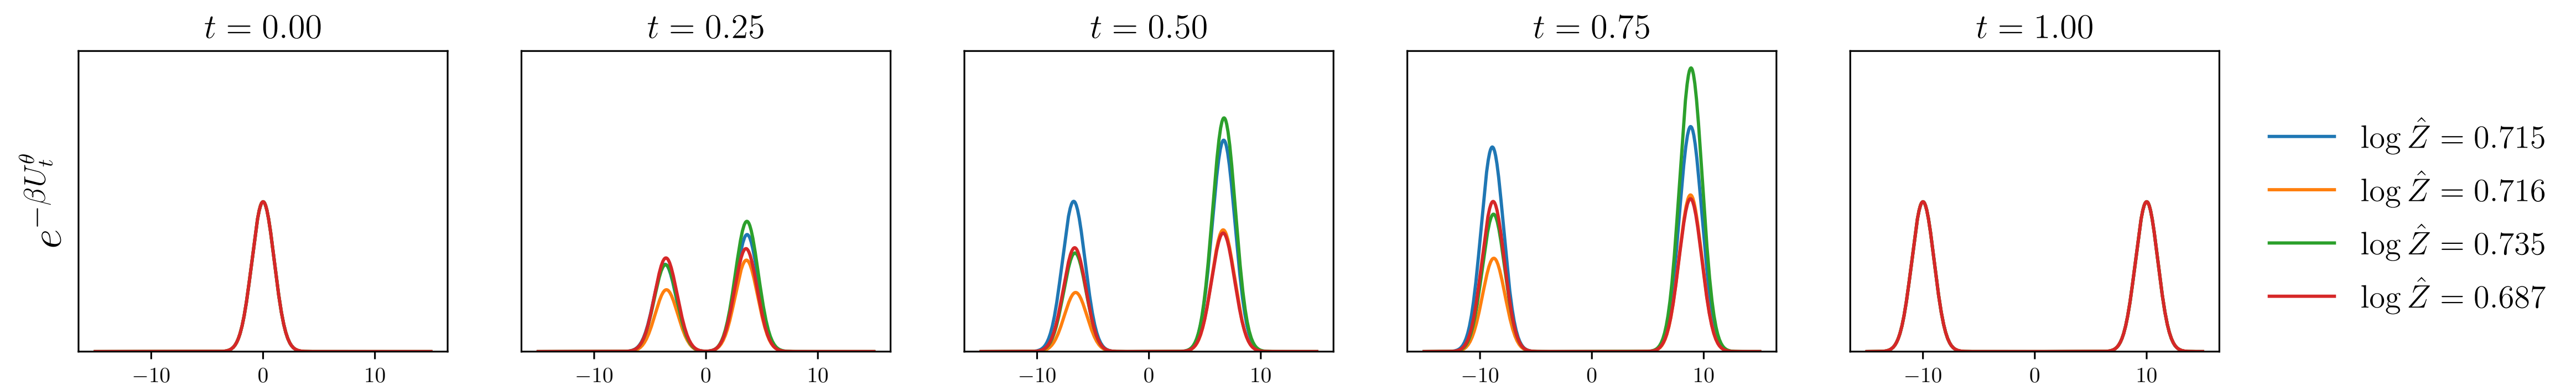 t = 0.00
t = 0.25
t = 0.50
t = 0.75
t = 1.00
e^{-βU_t^θ}
−10 0 10
−10 0 10
−10 0 10
−10 0 10
−10 0 10
log Ẑ = 0.715
log Ẑ = 0.716
log Ẑ = 0.735
log Ẑ = 0.687